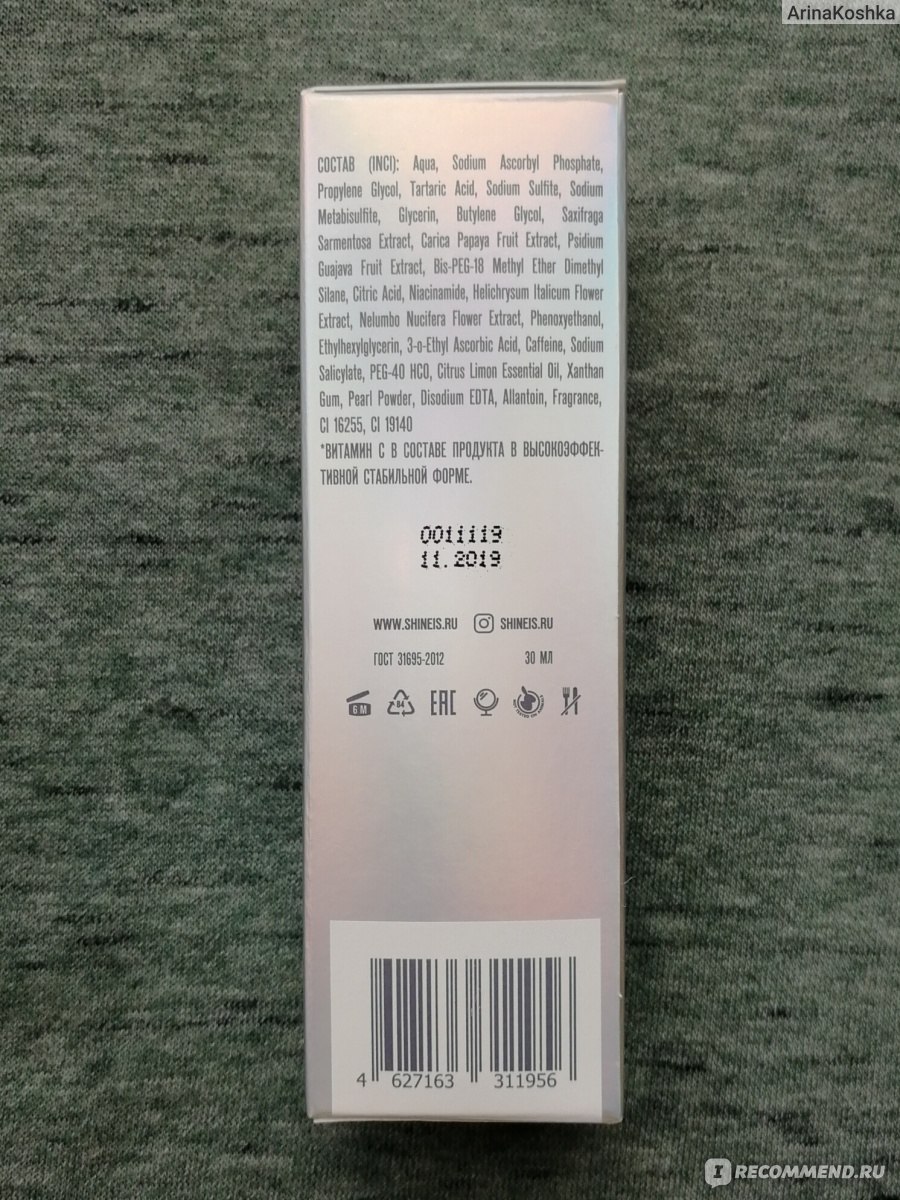 ArinaKoshka
СОСТАВ (INCI): Aqua, Sodium Ascorbyl Phosphate,
Propylene Glycol, Tartaric Acid, Sodium Sulfite, Sodium
Metabisulfite, Glycerin, Butylene Glycol, Saxifraga
Sarmentosa Extract, Carica Papaya Fruit Extract, Psidium
Guajava Fruit Extract, Bis-PEG-18 Methyl Ether Dimethyl
Silane, Citric Acid, Niacinamide, Helichrysum Italicum Flower
Extract, Nelumbo Nucifera Flower Extract, Phenoxyethanol,
Ethylhexylglycerin, 3-o-Ethyl Ascorbic Acid, Caffeine, Sodium
Salicylate, PEG-40 HCO, Citrus Limon Essential Oil, Xanthan
Gum, Pearl Powder, Disodium EDTA, Allantoin, Fragrance,
CI 16255, CI 19140
*ВИТАМИН С В СОСТАВЕ ПРОДУКТА В ВЫСОКОЭФФЕК-
ТИВНОЙ СТАБИЛЬНОЙ ФОРМЕ.
0011119
11.2019
WWW.SHINEIS.RU SHINEIS.RU
ГОСТ 31695-2012 30 МЛ
6 M 84 EAC
4 627163 311956
RECOMMEND.RU